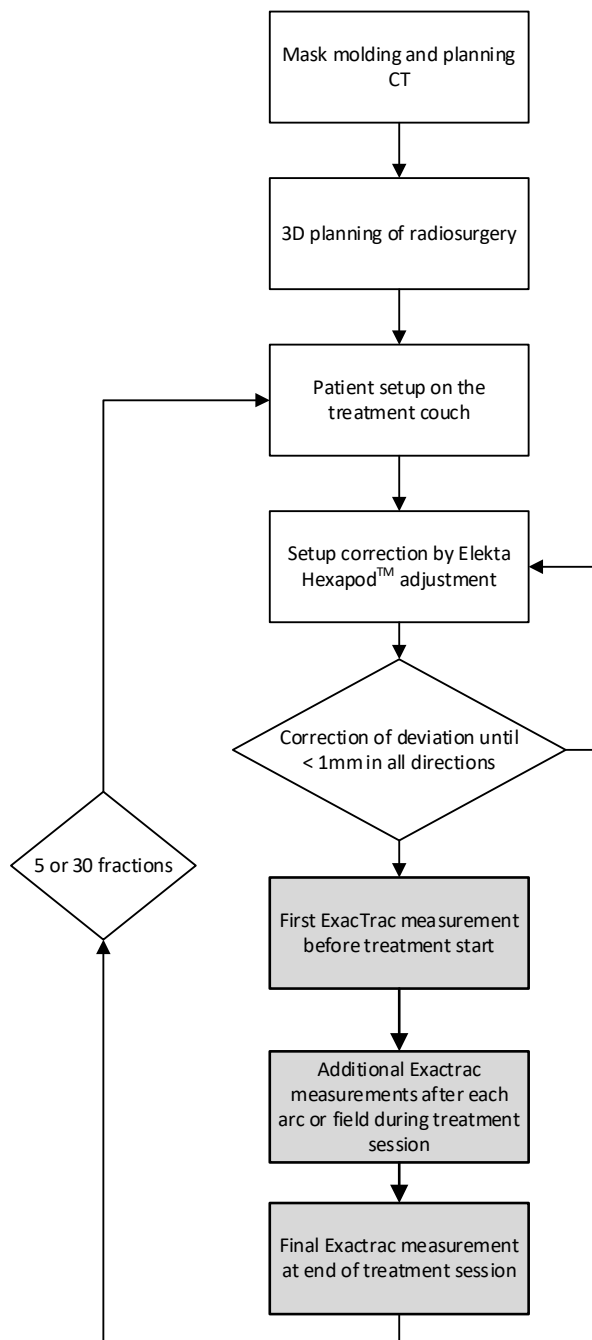 Mask molding and planning
CT
3D planning of radiosurgery
Patient setup on the
treatment couch
Setup correction by Elekta
Hexapod™ adjustment
Correction of deviation until
< 1mm in all directions
5 or 30 fractions
First ExacTrac measurement
before treatment start
Additional Exactrac
measurements after each
arc or field during treatment
session
Final Exactrac measurement
at end of treatment session